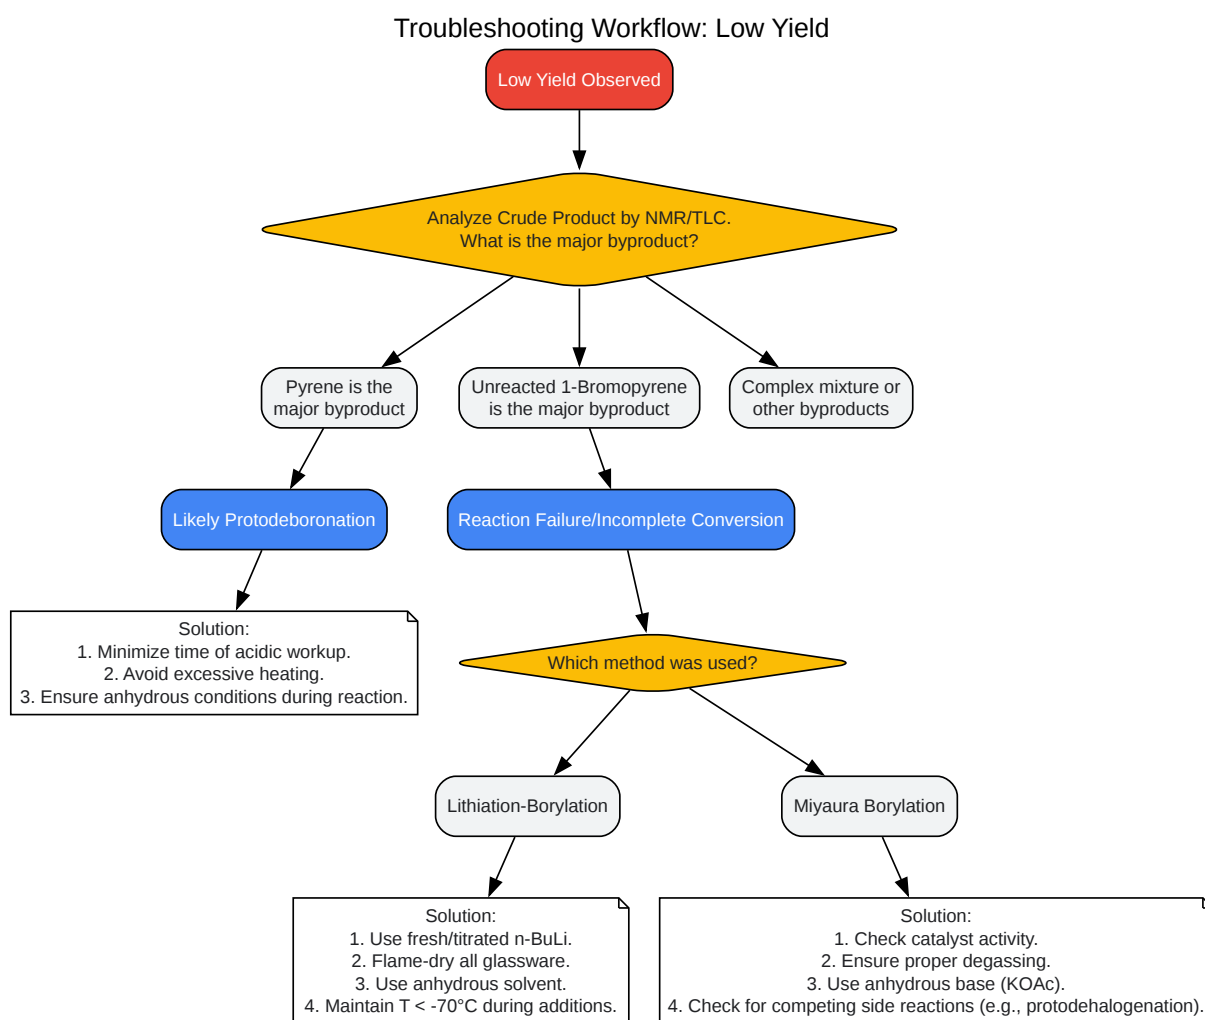 Troubleshooting Workflow: Low Yield
Low Yield Observed
Analyze Crude Product by NMR/TLC.
What is the major byproduct?
Pyrene is the
major byproduct
Unreacted 1-Bromopyrene
is the major byproduct
Complex mixture or
other byproducts
Likely Protodeboronation
Reaction Failure/Incomplete Conversion
Solution:
1. Minimize time of acidic workup.
2. Avoid excessive heating.
3. Ensure anhydrous conditions during reaction.
Which method was used?
Lithiation-Borylation
Miyaura Borylation
Solution:
1. Use fresh/titrated n-BuLi.
2. Flame-dry all glassware.
3. Use anhydrous solvent.
4. Maintain T < -70°C during additions.
Solution:
1. Check catalyst activity.
2. Ensure proper degassing.
3. Use anhydrous base (KOAc).
4. Check for competing side reactions (e.g., protodehalogenation).